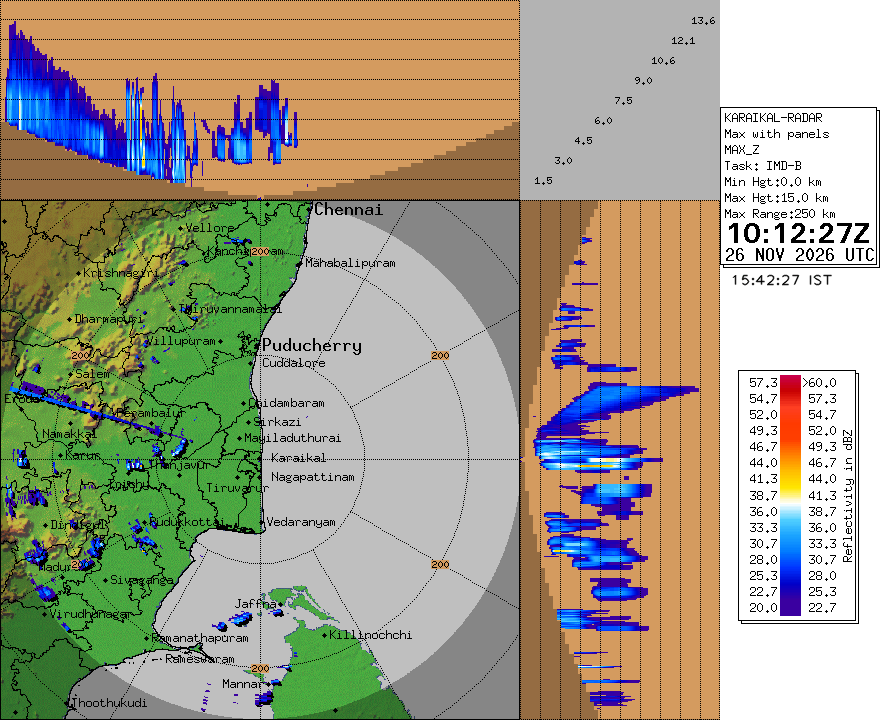 13.6
12.1
10.6
9.0
7.5
6.0
4.5
3.0
1.5
KARAIKAL-RADAR
Max with panels
MAX_Z
Task: IMD-B
Min Hgt:0.0 km
Max Hgt:15.0 km
Max Range:250 km
10:12:27Z
26 NOV 2026 UTC
15:42:27 IST
Chennai
Vellore
200
Mahabalipuram
Krishnagiri
Thiruvannamalai
Dharmapuri
Villupuram
Puducherry
200
200
Cuddalore
Salem
Erode
Chidambaram
Perambalur
Sirkazi
Namakkal
Mayiladuthurai
Karur
Karaikal
Thanjavur
Nagapattinam
Tiruvarur
Pudukkottai
Vedaranyam
200
Sivaganga
Jaffna
Virudhunagar
Killinochchi
Ramanathapuram
Rameswaram
200
Mannar
Thoothukudi
57.3 >60.0
54.7 57.3
52.0 54.7
49.3 52.0
46.7 49.3
44.0 46.7
41.3 44.0
38.7 41.3
36.0 38.7
33.3 36.0
30.7 33.3
28.0 30.7
25.3 28.0
22.7 25.3
20.0 22.7
Reflectivity in dBZ